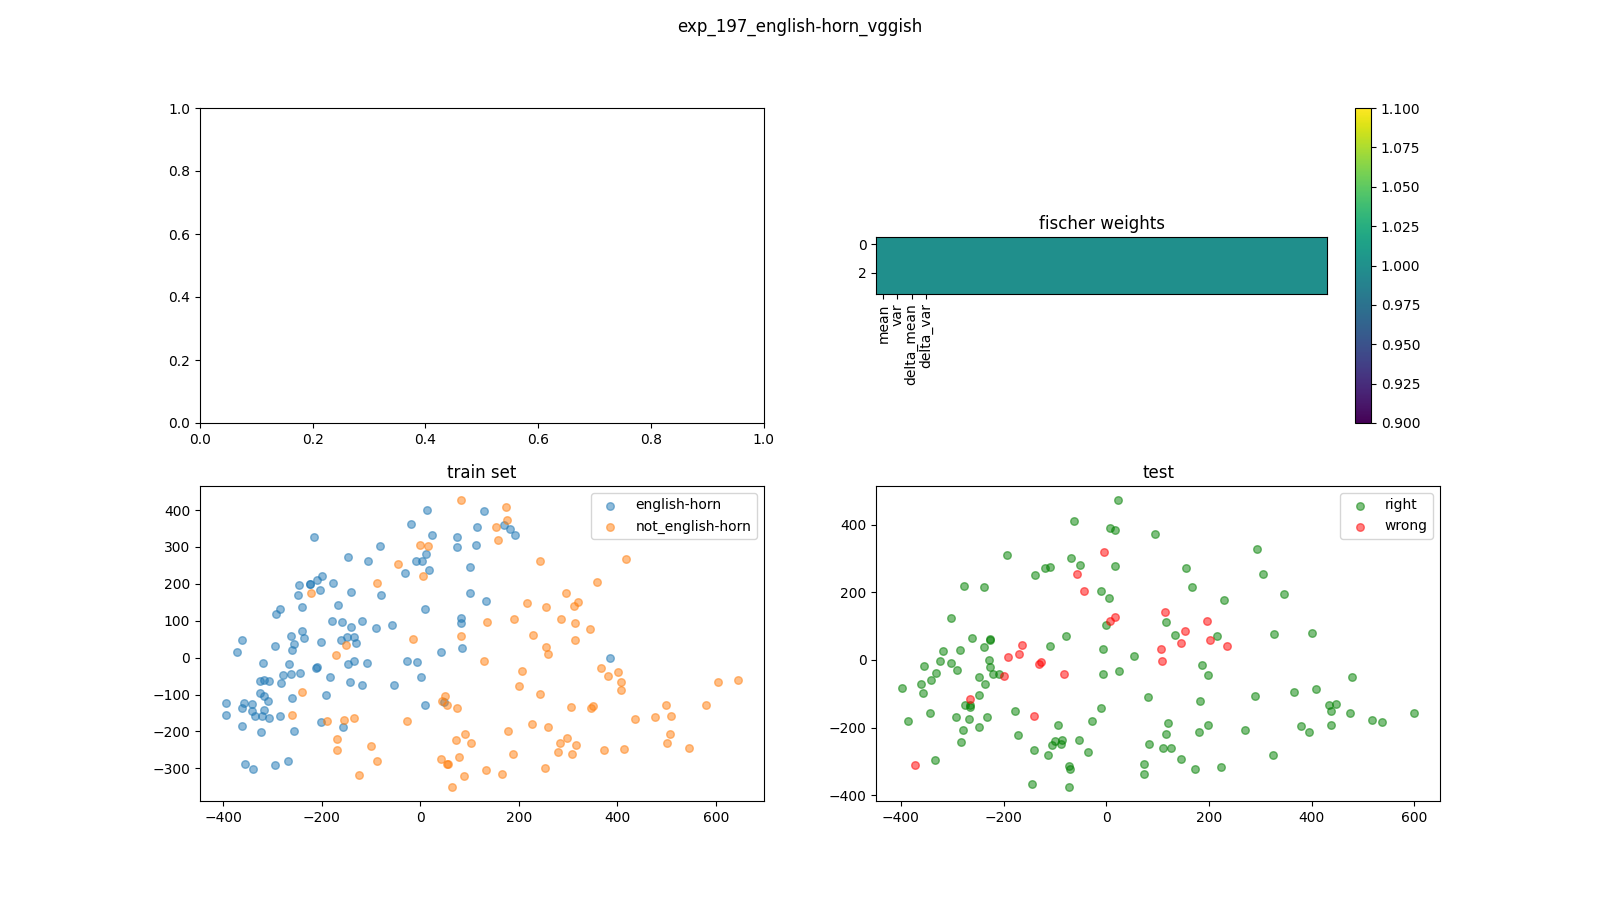 exp_197_english-horn_vggish
1.0
0.8
0.6
0.4
0.2
0.0
0.0 0.2 0.4 0.6 0.8 1.0
fischer weights
0
2
mean
var
delta_mean
delta_var
1.100
1.075
1.050
1.025
1.000
0.975
0.950
0.925
0.900
train set
english-horn
not_english-horn
400
300
200
100
0
−100
−200
−300
−400 −200 0 200 400 600
test
right
wrong
400
200
0
−200
−400
−400 −200 0 200 400 600